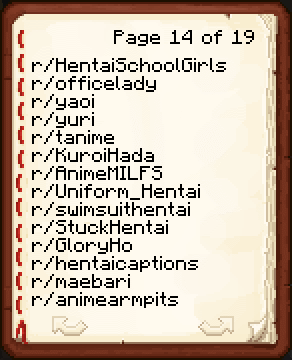 Page 14 of 19
r/HentaiSchoolGirls
r/officelady
r/yaoi
r/yuri
r/tanime
r/KuroiHada
r/AnimeMILFS
r/Uniform_Hentai
r/swimsuithentai
r/StuckHentai
r/GloryHo
r/hentaicaptions
r/maebari
r/animearmpits